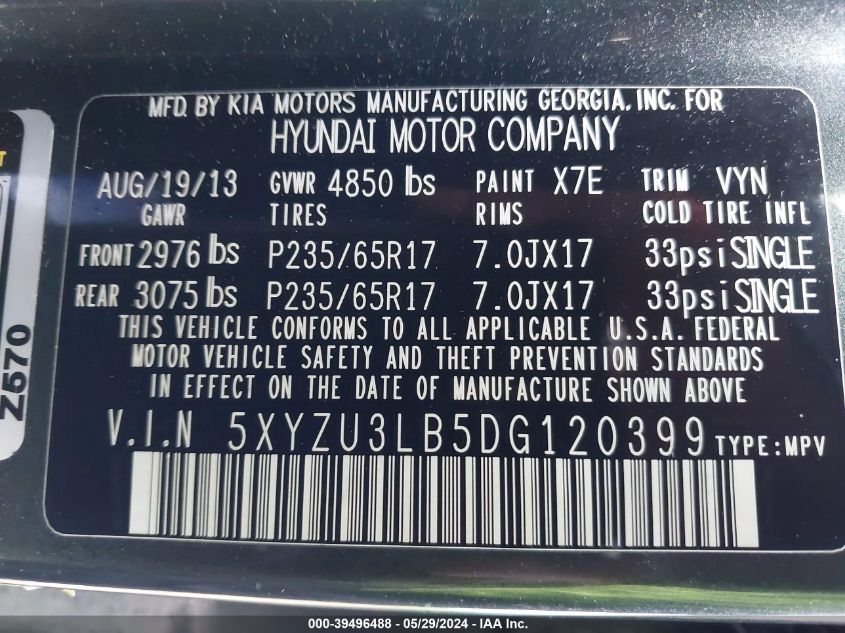 MFD. BY KIA MOTORS MANUFACTURING GEORGIA, INC. FOR
HYUNDAI MOTOR COMPANY
AUG/19/13 GVWR 4850 lbs PAINT X7E TRIM VYN
GAWR TIRES RIMS COLD TIRE INFL
FRONT 2976 lbs P235/65R17 7.0JX17 33psi SINGLE
REAR 3075 lbs P235/65R17 7.0JX17 33psi SINGLE
THIS VEHICLE CONFORMS TO ALL APPLICABLE U.S.A. FEDERAL
MOTOR VEHICLE SAFETY AND THEFT PREVENTION STANDARDS
IN EFFECT ON THE DATE OF MANUFACTURE SHOWN ABOVE
V.I.N 5XYZU3LB5DG120399 TYPE:MPV
Z570
000-39496488 - 05/29/2024 - IAA Inc.